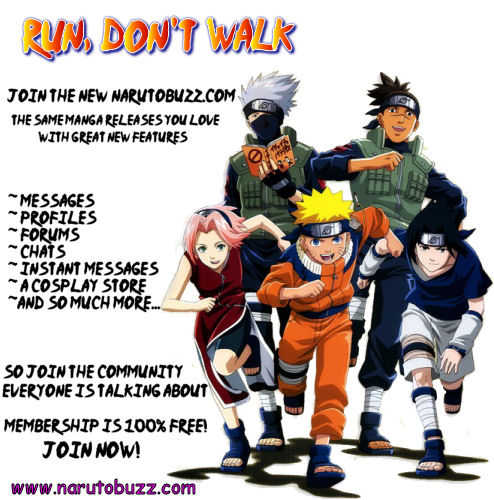 RUN, DON'T WALK
JOIN THE NEW NARUTOBUZZ.COM
THE SAME MANGA RELEASES YOU LOVE
WITH GREAT NEW FEATURES
~ MESSAGES
~ PROFILES
~ FORUMS
~ CHATS
~ INSTANT MESSAGES
~ A COSPLAY STORE
~AND SO MUCH MORE...
SO JOIN THE COMMUNITY
EVERYONE IS TALKING ABOUT
MEMBERSHIP IS 100% FREE!
JOIN NOW!
www.narutobuzz.com